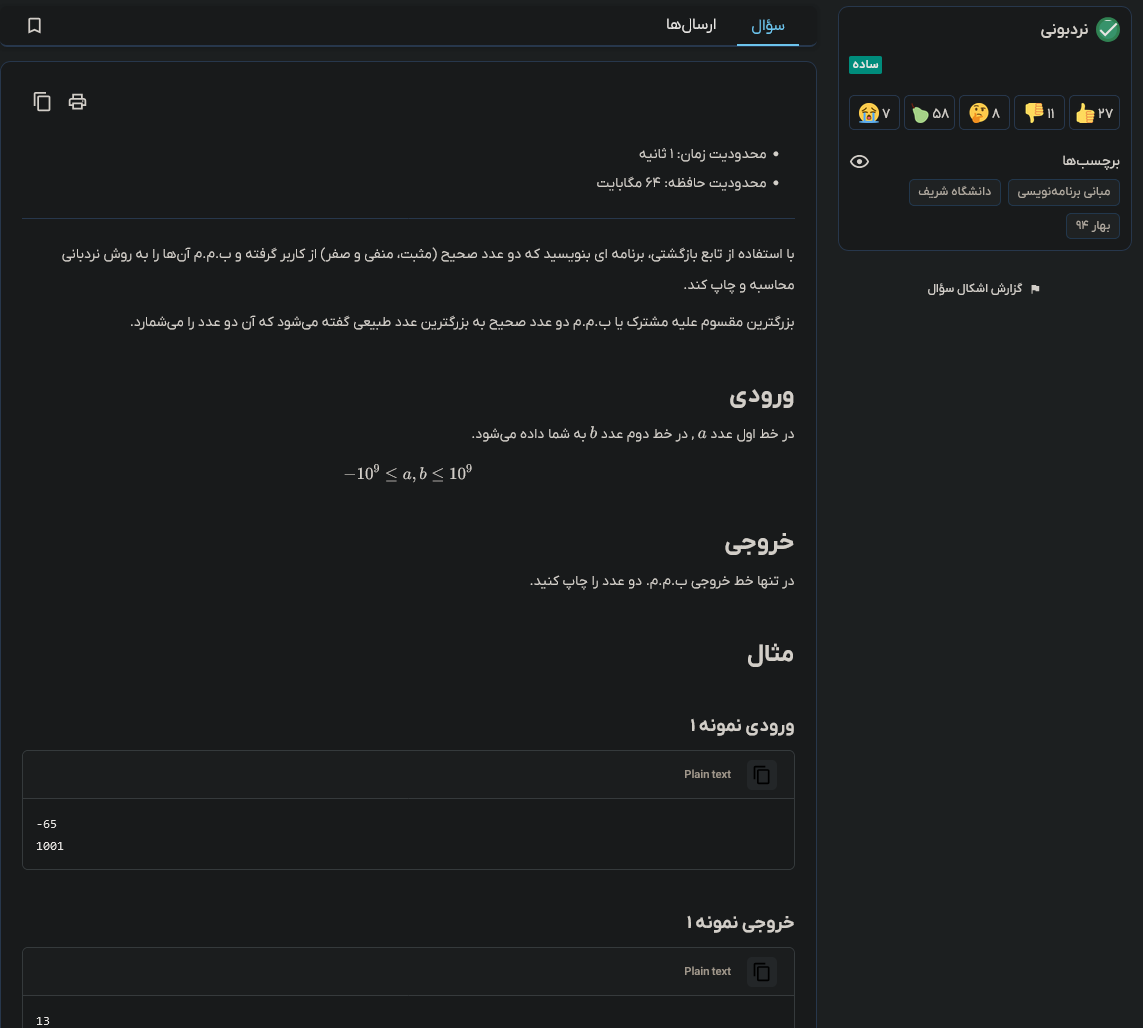 نردبونی
ساده
۲۷
۱۱
۸
۵۸
۷
برچسب‌ها
مبانی برنامه‌نویسی
دانشگاه شریف
بهار ۹۴
گزارش اشکال سؤال
سؤال
ارسال‌ها
محدودیت زمان: ۱ ثانیه
محدودیت حافظه: ۶۴ مگابایت
با استفاده از تابع بازگشتی، برنامه ای بنویسید که دو عدد صحیح (مثبت، منفی و صفر) از کاربر گرفته و ب.م.م آن‌ها را به روش نردبانی
محاسبه و چاپ کند.
بزرگترین مقسوم علیه مشترک یا ب.م.م دو عدد صحیح به بزرگترین عدد طبیعی گفته می‌شود که آن دو عدد را می‌شمارد.
ورودی
در خط اول عدد a , در خط دوم عدد b به شما داده می‌شود.
−10⁹ ≤ a, b ≤ 10⁹
خروجی
در تنها خط خروجی ب.م.م. دو عدد را چاپ کنید.
مثال
ورودی نمونه ۱
Plain text
-65
1001
خروجی نمونه ۱
Plain text
13